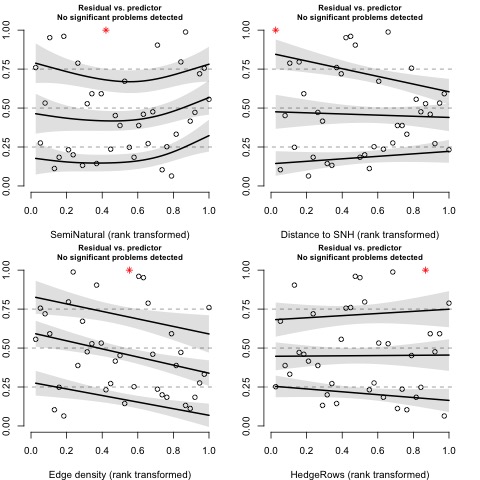 Residual vs. predictor
No significant problems detected
0.00 0.25 0.50 0.75 1.00
0.0 0.2 0.4 0.6 0.8 1.0
SemiNatural (rank transformed)
Residual vs. predictor
No significant problems detected
0.00 0.25 0.50 0.75 1.00
0.0 0.2 0.4 0.6 0.8 1.0
Distance to SNH (rank transformed)
Residual vs. predictor
No significant problems detected
0.00 0.25 0.50 0.75 1.00
0.0 0.2 0.4 0.6 0.8 1.0
Edge density (rank transformed)
Residual vs. predictor
No significant problems detected
0.00 0.25 0.50 0.75 1.00
0.0 0.2 0.4 0.6 0.8 1.0
HedgeRows (rank transformed)